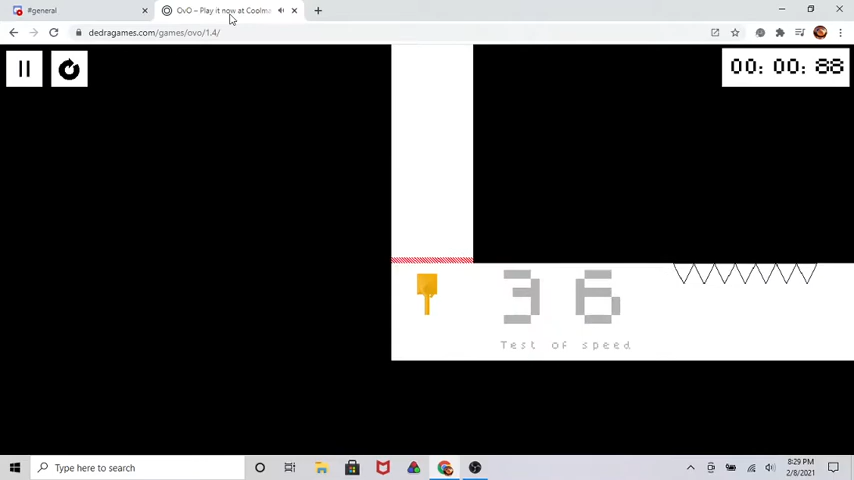 #general
OvO – Play it now at Coolma
dedragames.com/games/ovo/1.4/
00: 00: 88
36
Test of speed
Type here to search
8:29 PM
2/8/2021